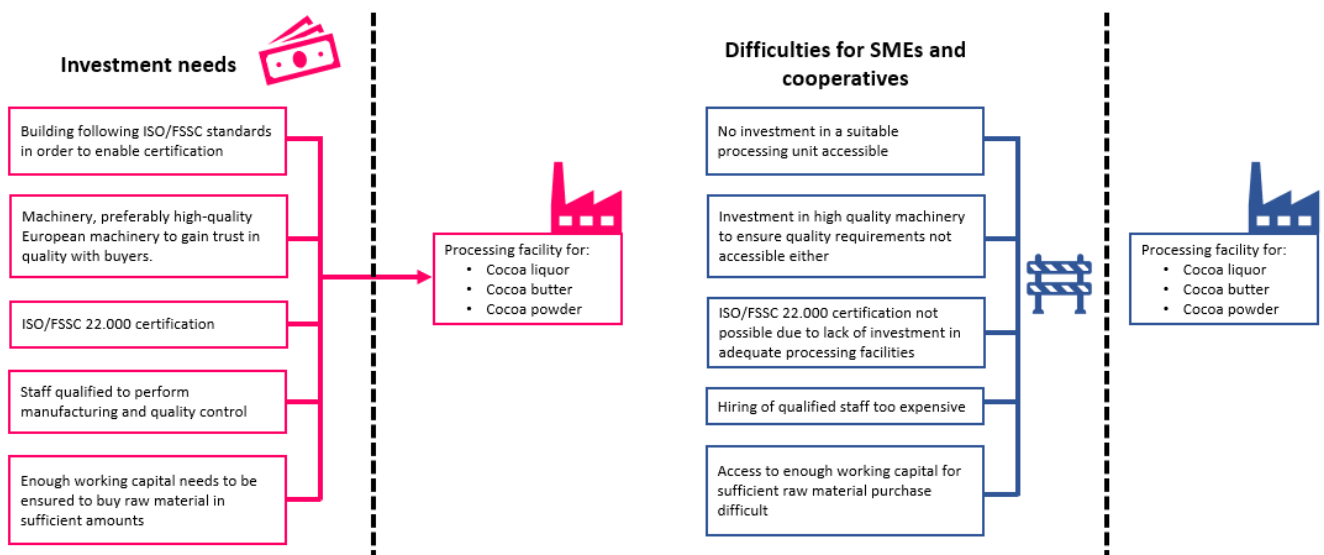 Investment needs
Building following ISO/FSSC standards
in order to enable certification
Machinery, preferably high-quality
European machinery to gain trust in
quality with buyers.
ISO/FSSC 22.000 certification
Staff qualified to perform
manufacturing and quality control
Enough working capital needs to be
ensured to buy raw material in
sufficient amounts
Processing facility for:
• Cocoa liquor
• Cocoa butter
• Cocoa powder
Difficulties for SMEs and
cooperatives
No investment in a suitable
processing unit accessible
Investment in high quality machinery
to ensure quality requirements not
accessible either
ISO/FSSC 22.000 certification not
possible due to lack of investment in
adequate processing facilities
Hiring of qualified staff too expensive
Access to enough working capital for
sufficient raw material purchase
difficult
Processing facility for:
• Cocoa liquor
• Cocoa butter
• Cocoa powder